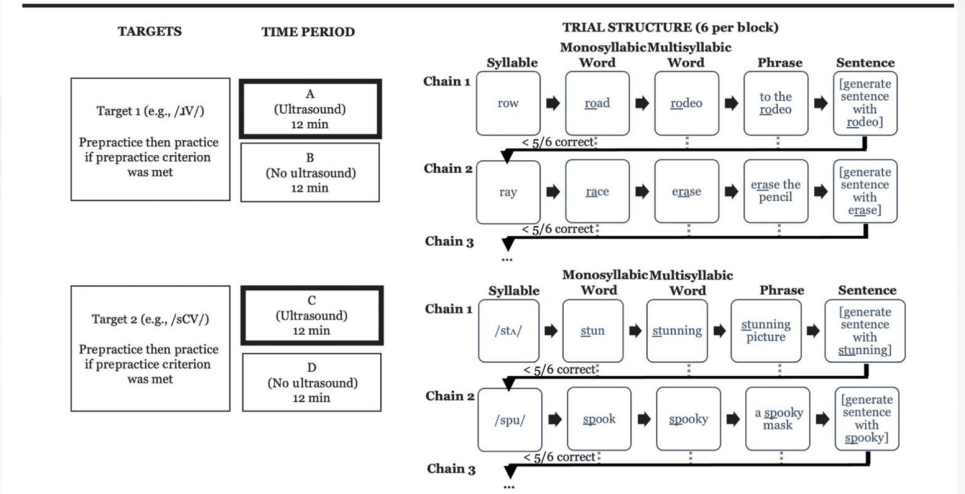 TARGETS
TIME PERIOD
TRIAL STRUCTURE (6 per block)
Target 1 (e.g., /ɹV/)
Prepractice then practice
if prepractice criterion
was met
A
(Ultrasound)
12 min
B
(No ultrasound)
12 min
Syllable
Monosyllabic
Word
Multisyllabic
Word
Phrase
Sentence
Chain 1
row
road
rodeo
to the
rodeo
[generate
sentence
with
rodeo]
< 5/6 correct
Chain 2
ray
race
erase
erase the
pencil
[generate
sentence
with
erase]
< 5/6 correct
Chain 3
...
Target 2 (e.g., /sCV/)
Prepractice then practice
if prepractice criterion
was met
C
(Ultrasound)
12 min
D
(No ultrasound)
12 min
Syllable
Monosyllabic
Word
Multisyllabic
Word
Phrase
Sentence
Chain 1
/stʌ/
stun
stunning
stunning
picture
[generate
sentence
with
stunning]
< 5/6 correct
Chain 2
/spu/
spook
spooky
a spooky
mask
[generate
sentence
with
spooky]
< 5/6 correct
Chain 3
...